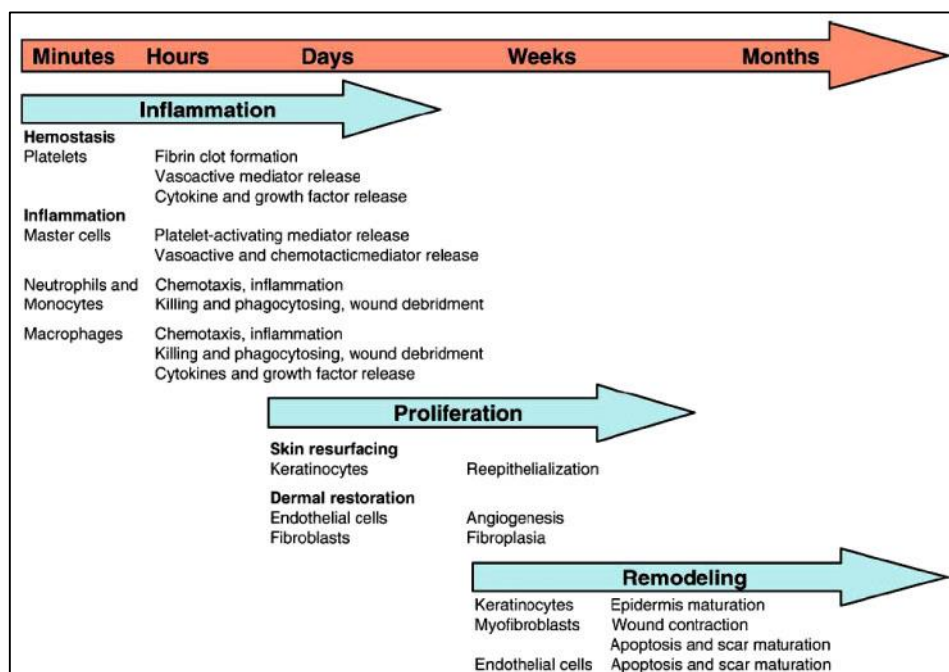 Minutes Hours Days Weeks Months
Inflammation
Hemostasis
Platelets Fibrin clot formation
Vasoactive mediator release
Cytokine and growth factor release
Inflammation
Master cells Platelet-activating mediator release
Vasoactive and chemotacticmediator release
Neutrophils and Chemotaxis, inflammation
Monocytes Killing and phagocytosing, wound debridment
Macrophages Chemotaxis, inflammation
Killing and phagocytosing, wound debridment
Cytokines and growth factor release
Proliferation
Skin resurfacing
Keratinocytes Reepithelialization
Dermal restoration
Endothelial cells Angiogenesis
Fibroblasts Fibroplasia
Remodeling
Keratinocytes Epidermis maturation
Myofibroblasts Wound contraction
Apoptosis and scar maturation
Endothelial cells Apoptosis and scar maturation